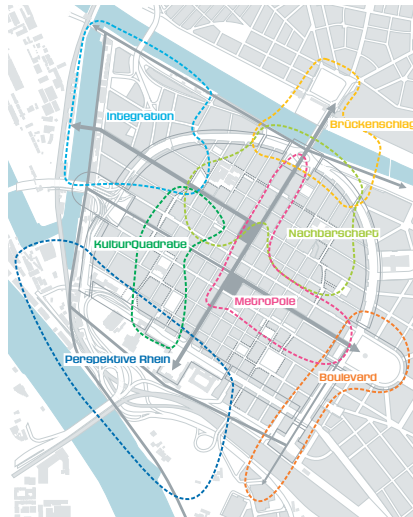 Integration
Brückenschlag
Nachbarschaft
KulturQuadrate
MetroPole
Perspektive Rhein
Boulevard